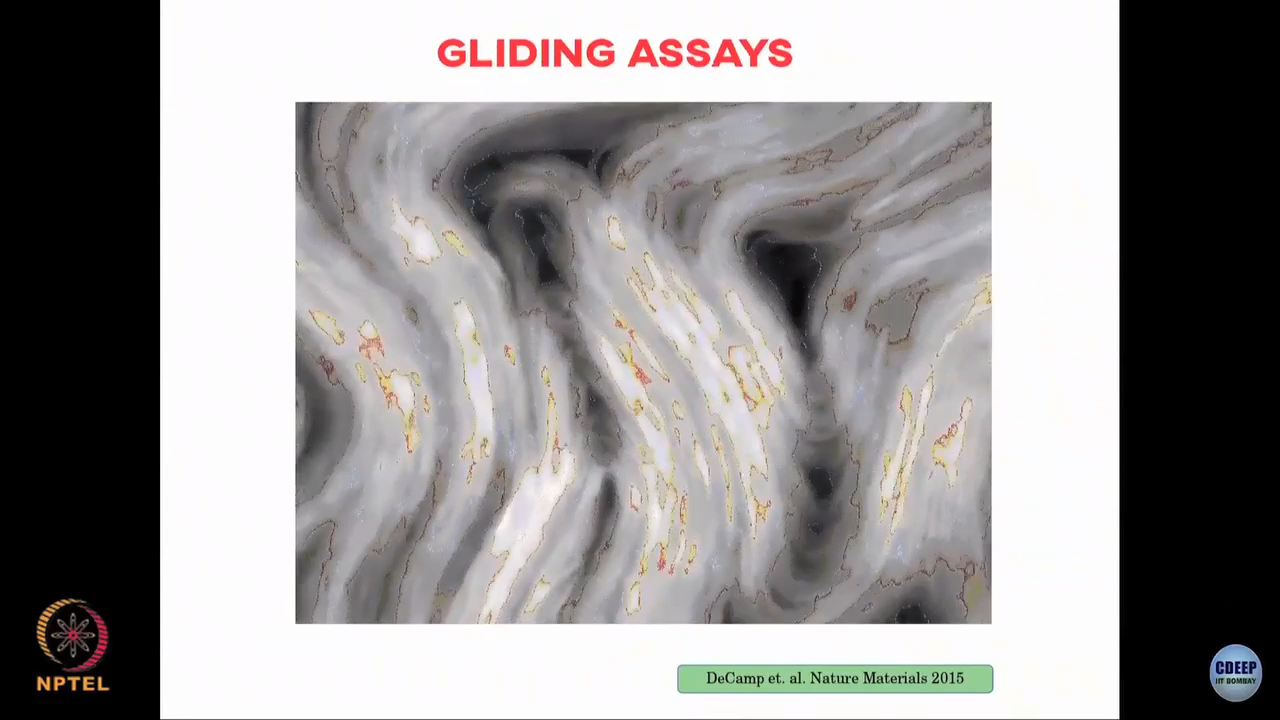 GLIDING ASSAYS
DeCamp et. al. Nature Materials 2015
NPTEL
CDEEP
IIT BOMBAY